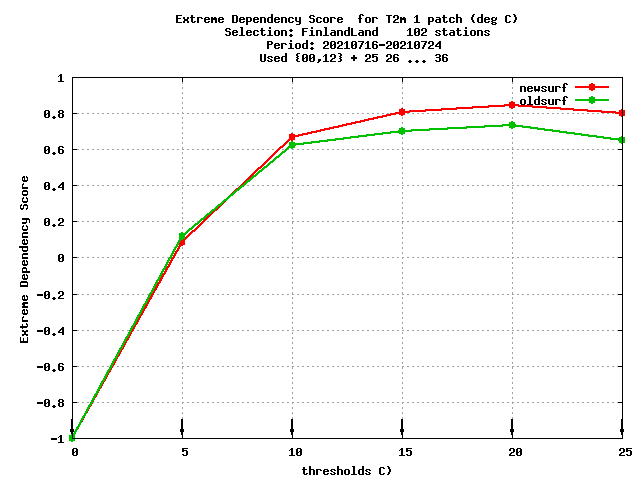 Extreme Dependency Score for T2m 1 patch (deg C)
Selection: FinlandLand 102 stations
Period: 20210716-20210724
Used {00,12} + 25 26 ... 36
newsurf
oldsurf
Extreme Dependency Score
1
0.8
0.6
0.4
0.2
0
-0.2
-0.4
-0.6
-0.8
-1
0 5 10 15 20 25
thresholds C)